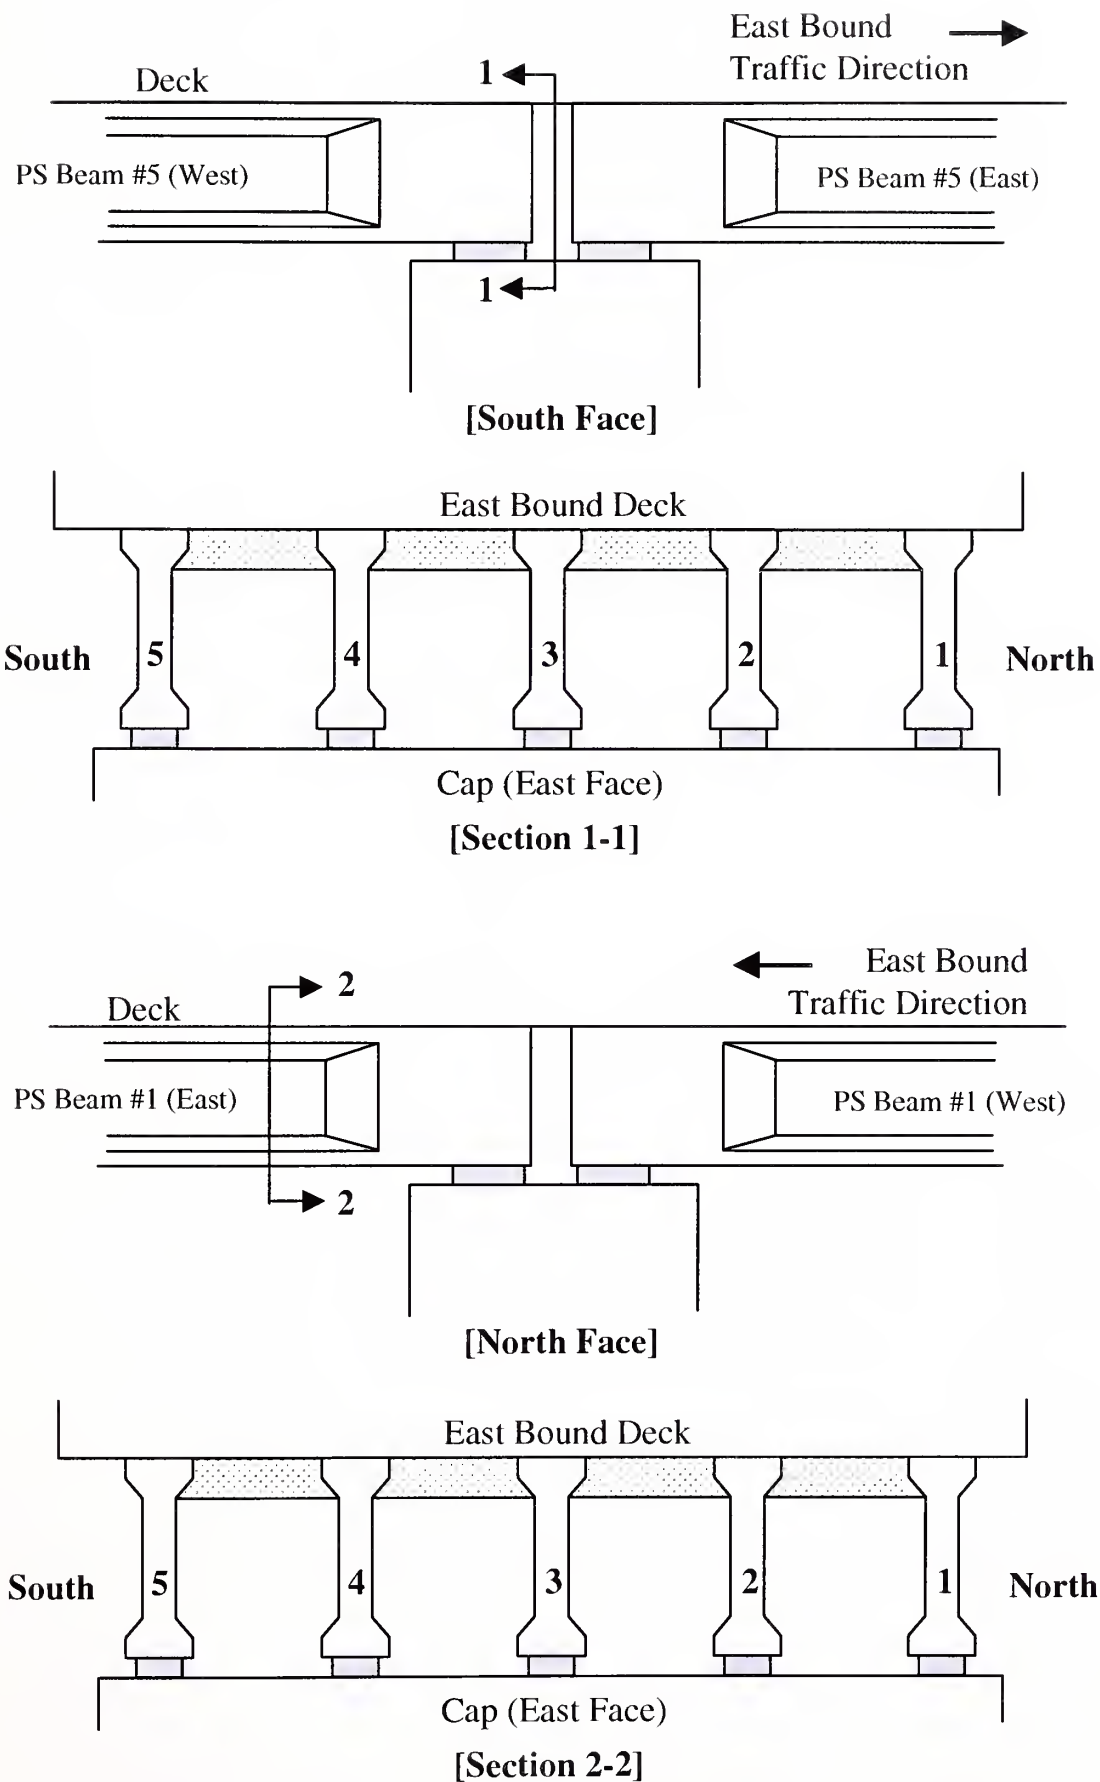 East Bound
Traffic Direction
Deck
1
PS Beam #5 (West)
PS Beam #5 (East)
1
[South Face]
East Bound Deck
South
5
4
3
2
1
North
Cap (East Face)
[Section 1-1]
East Bound
Traffic Direction
2
Deck
PS Beam #1 (East)
PS Beam #1 (West)
2
[North Face]
East Bound Deck
South
5
4
3
2
1
North
Cap (East Face)
[Section 2-2]